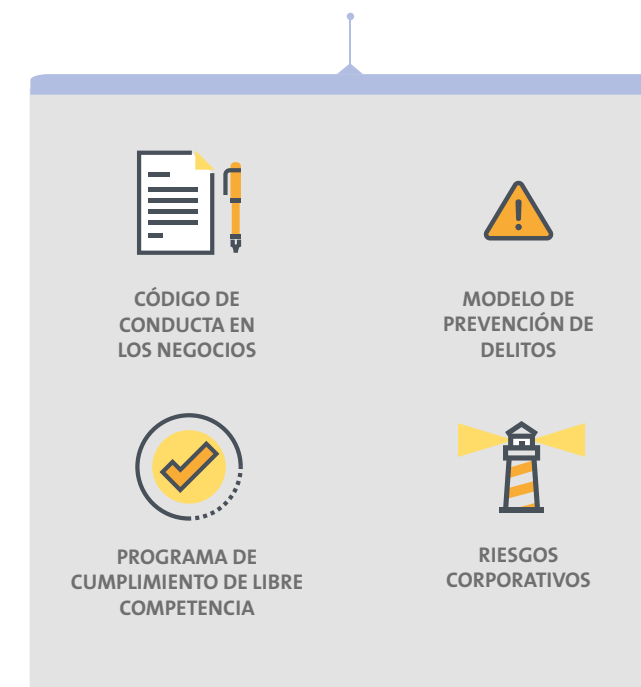 CÓDIGO DE
CONDUCTA EN
LOS NEGOCIOS
MODELO DE
PREVENCIÓN DE
DELITOS
PROGRAMA DE
CUMPLIMIENTO DE LIBRE
COMPETENCIA
RIESGOS
CORPORATIVOS